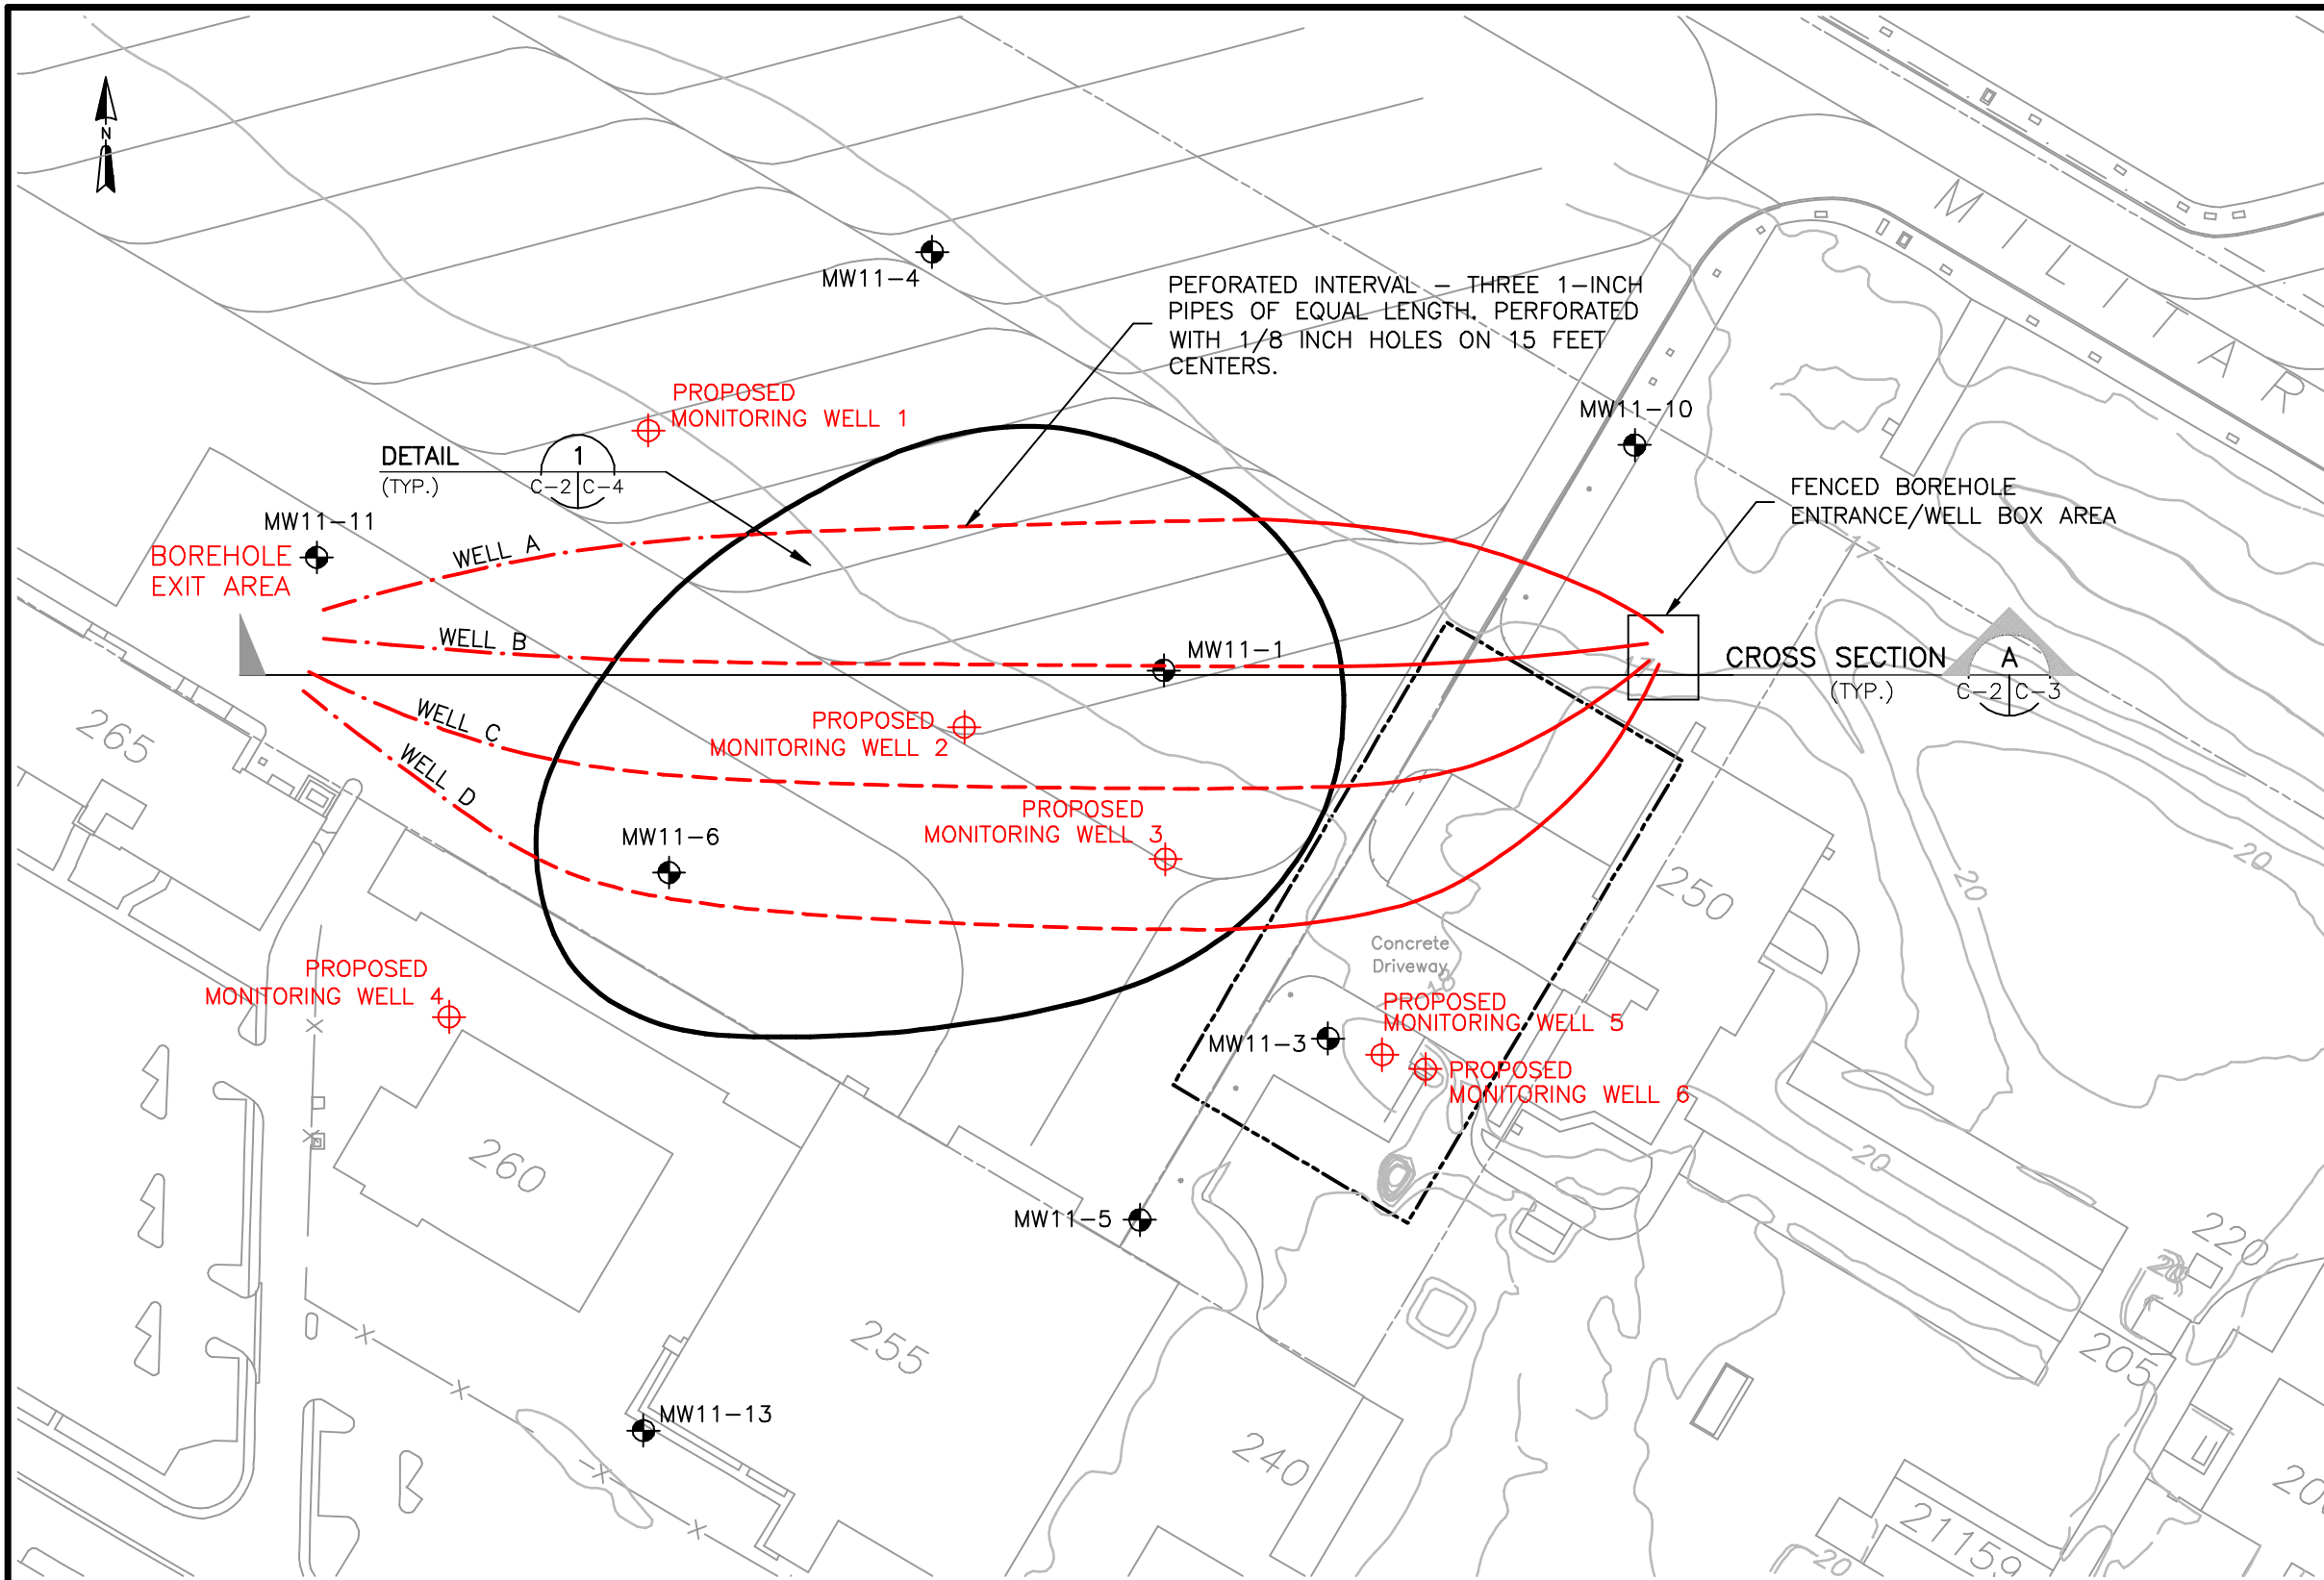 N
MILITAR
MW11-4
PEFORATED INTERVAL – THREE 1-INCH
PIPES OF EQUAL LENGTH. PERFORATED
WITH 1/8 INCH HOLES ON 15 FEET
CENTERS.
PROPOSED
MONITORING WELL 1
MW11-10
DETAIL
(TYP.)
1
C-2
C-4
FENCED BOREHOLE
ENTRANCE/WELL BOX AREA
MW11-11
BOREHOLE
EXIT AREA
WELL A
17
WELL B
MW11-1
17
CROSS SECTION
(TYP.)
A
C-2
C-3
WELL C
PROPOSED
MONITORING WELL 2
265
WELL D
PROPOSED
MONITORING WELL 3
MW11-6
20
20
250
Concrete
Driveway
18
PROPOSED
MONITORING WELL 4
PROPOSED
MONITORING WELL 5
MW11-3
PROPOSED
MONITORING WELL 6
260
20
MW11-5
220
20
255
205
MW11-13
240
20
21159
20